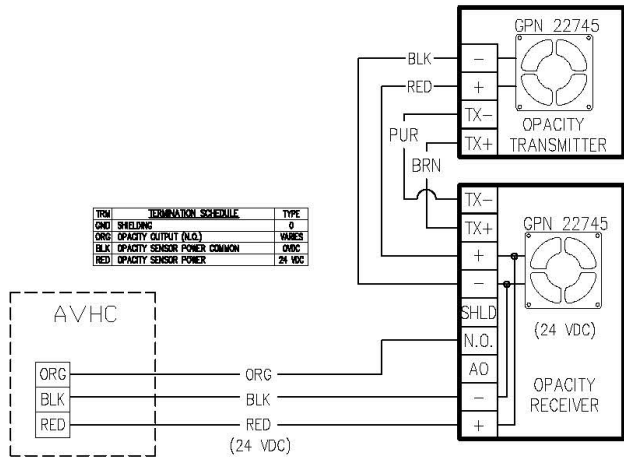 GPN 22745
BLK
−
RED
+
TX−
PUR
TX+
OPACITY
TRANSMITTER
BRN
TX−
GPN 22745
TX+
TRM TERMINATION SCHEDULE TYPE
GND SHIELDING 0
ORG OPACITY OUTPUT (N.O.) VARIES
BLK OPACITY SENSOR POWER COMMON 0VDC
RED OPACITY SENSOR POWER 24 VDC
+
−
AVHC
SHLD
(24 VDC)
N.O.
AO
ORG
ORG
OPACITY
RECEIVER
BLK
BLK
−
RED
RED
+
(24 VDC)